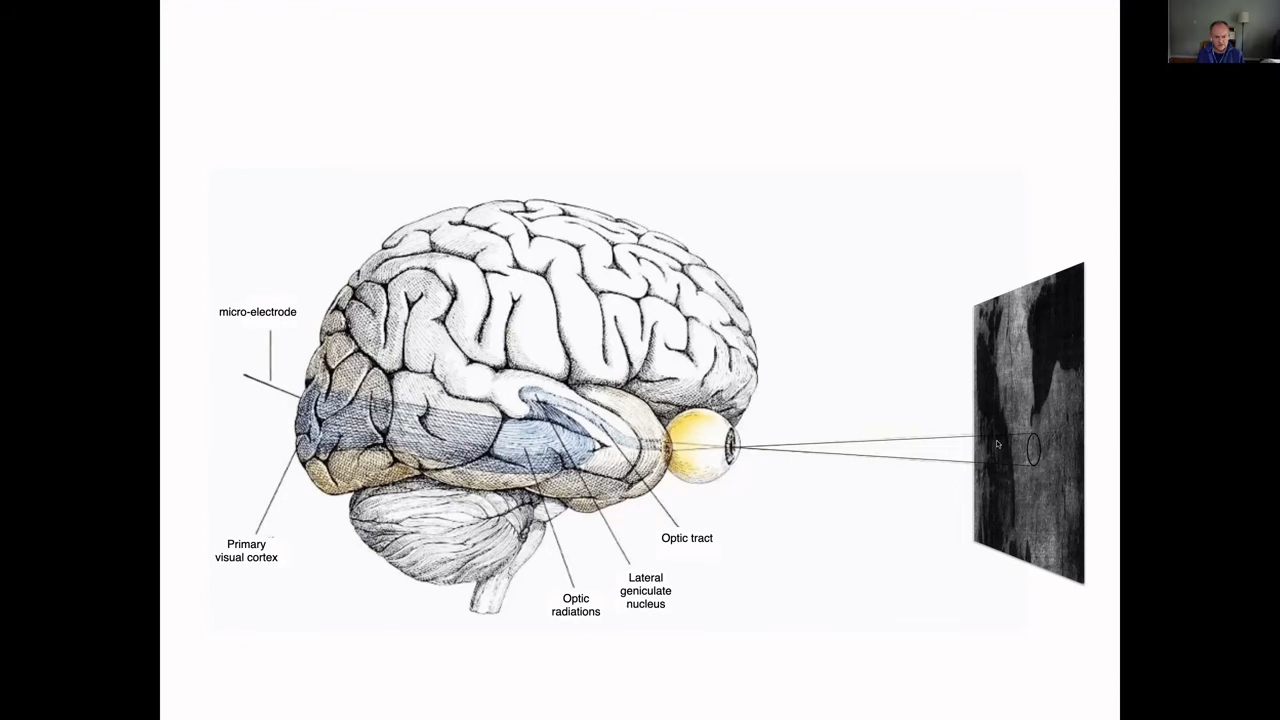 micro-electrode
Primary
visual cortex
Optic
radiations
Lateral
geniculate
nucleus
Optic tract